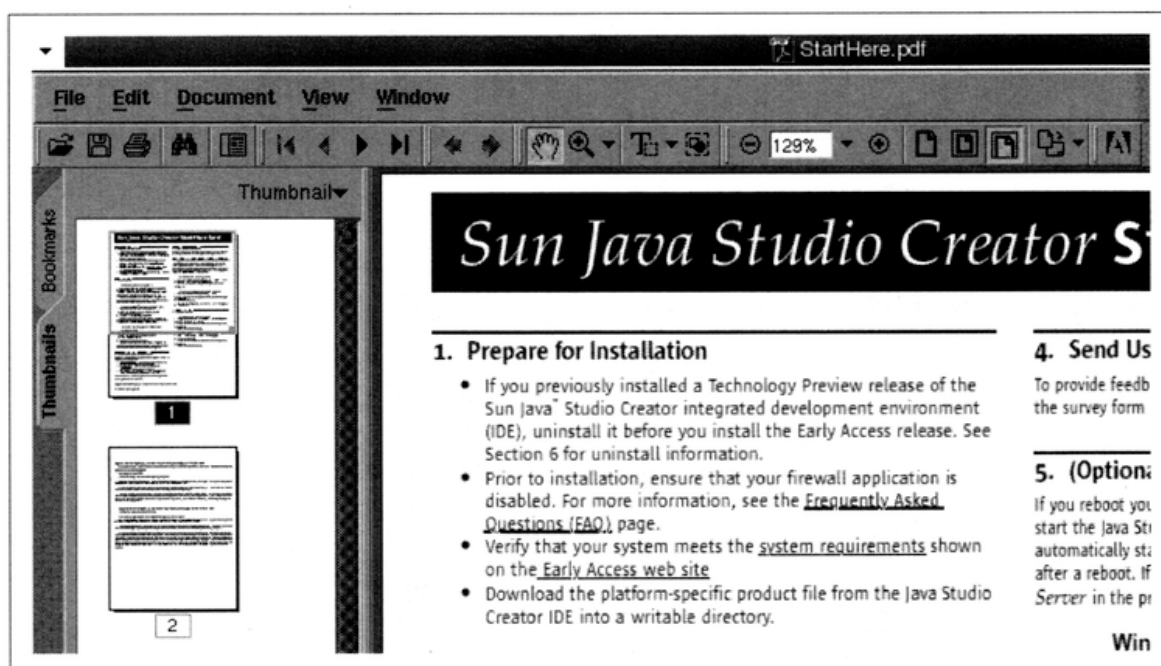 StartHere.pdf
File Edit Document View Window
129%
Thumbnail
Bookmarks
Thumbnails
1
2
Sun Java Studio Creator St
1. Prepare for Installation
• If you previously installed a Technology Preview release of the
Sun Java™ Studio Creator integrated development environment
(IDE), uninstall it before you install the Early Access release. See
Section 6 for uninstall information.
• Prior to installation, ensure that your firewall application is
disabled. For more information, see the Frequently Asked
Questions (FAQ) page.
• Verify that your system meets the system requirements shown
on the Early Access web site
• Download the platform-specific product file from the Java Studio
Creator IDE into a writable directory.
4. Send Us
To provide feedb
the survey form
5. (Optiona
If you reboot you
start the Java Stu
automatically sta
after a reboot. If
Server in the pr
Win